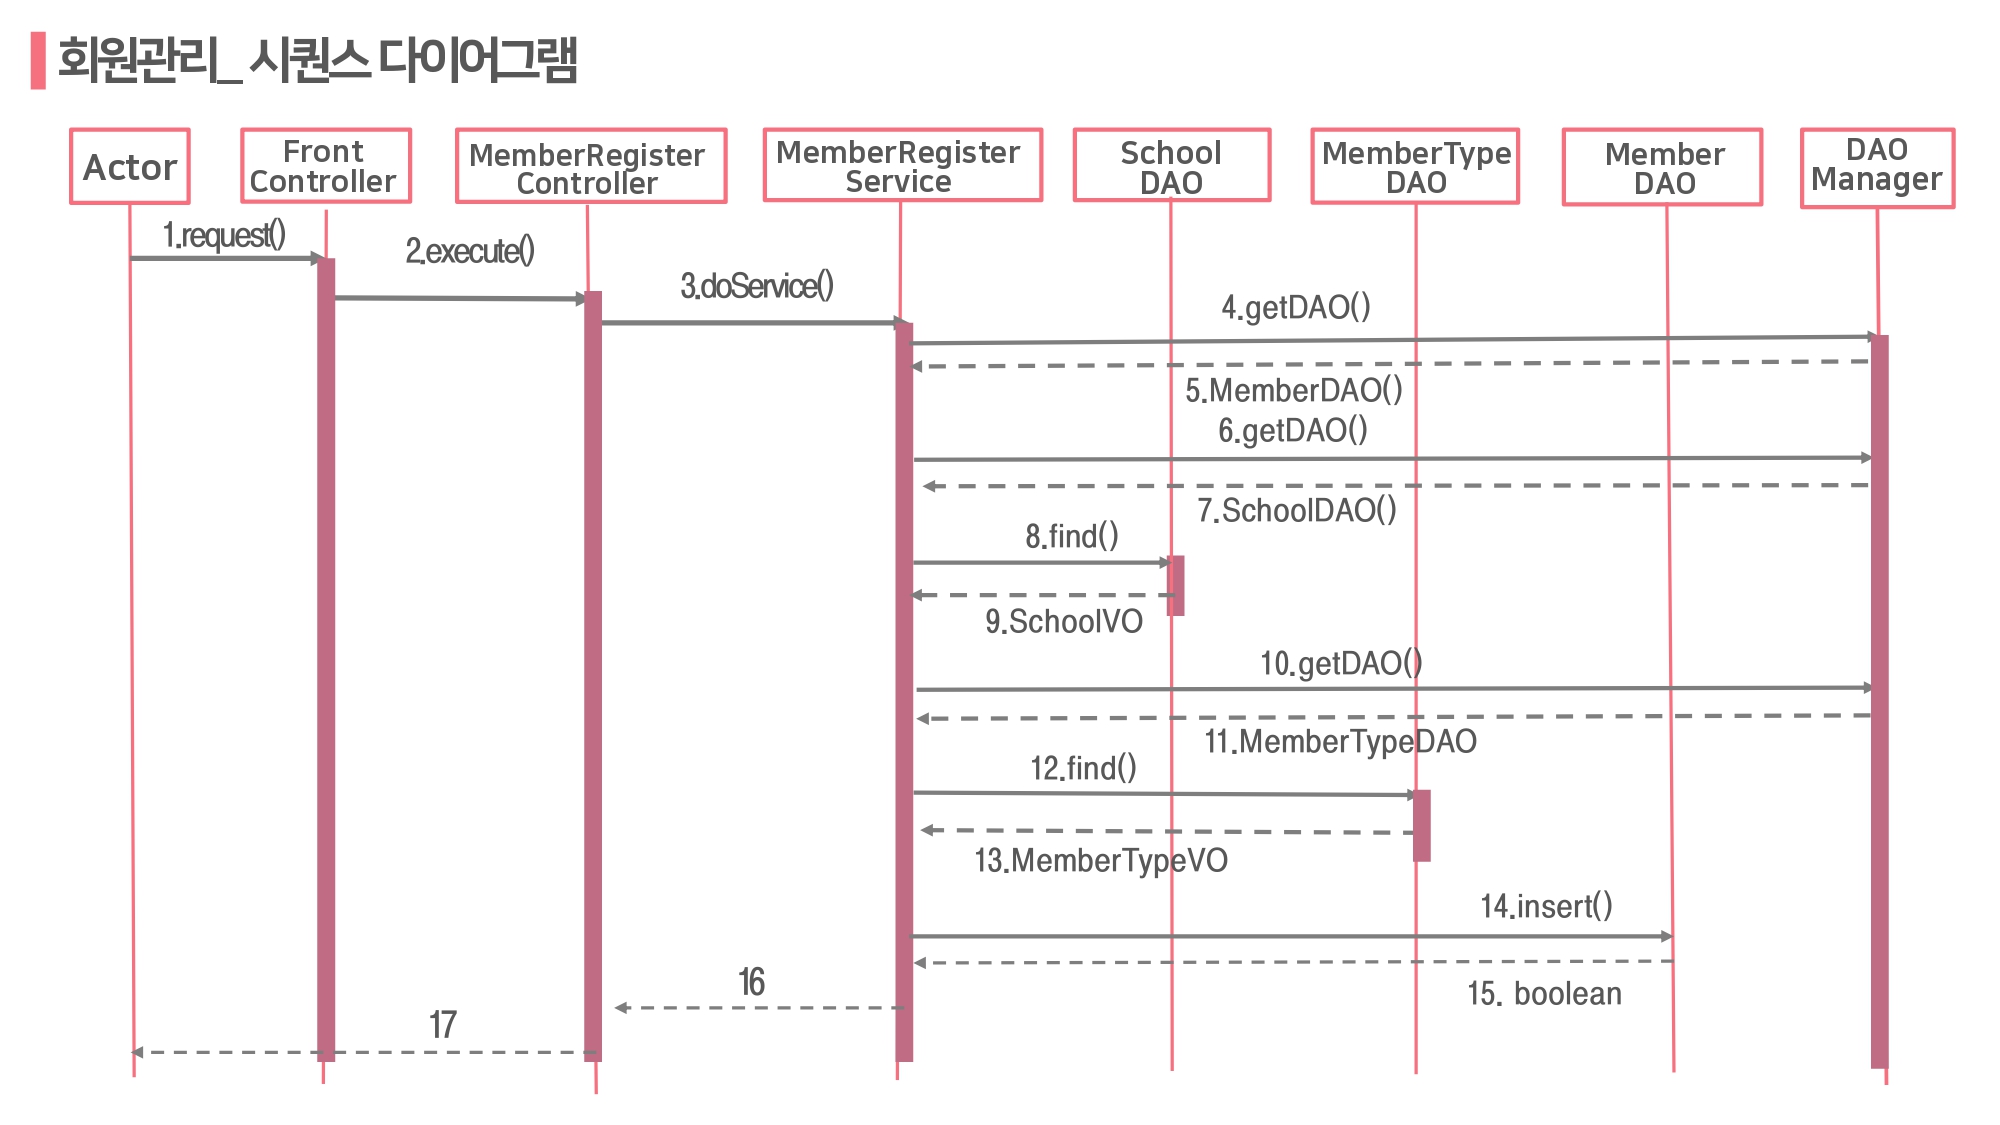 회원관리_ 시퀀스 다이어그램
Actor
Front
Controller
MemberRegister
Controller
MemberRegister
Service
School
DAO
MemberType
DAO
Member
DAO
DAO
Manager
1.request()
2.execute()
3.doService()
4.getDAO()
5.MemberDAO()
6.getDAO()
7.SchoolDAO()
8.find()
9.SchoolVO
10.getDAO()
11.MemberTypeDAO
12.find()
13.MemberTypeVO
14.insert()
15. boolean
16
17